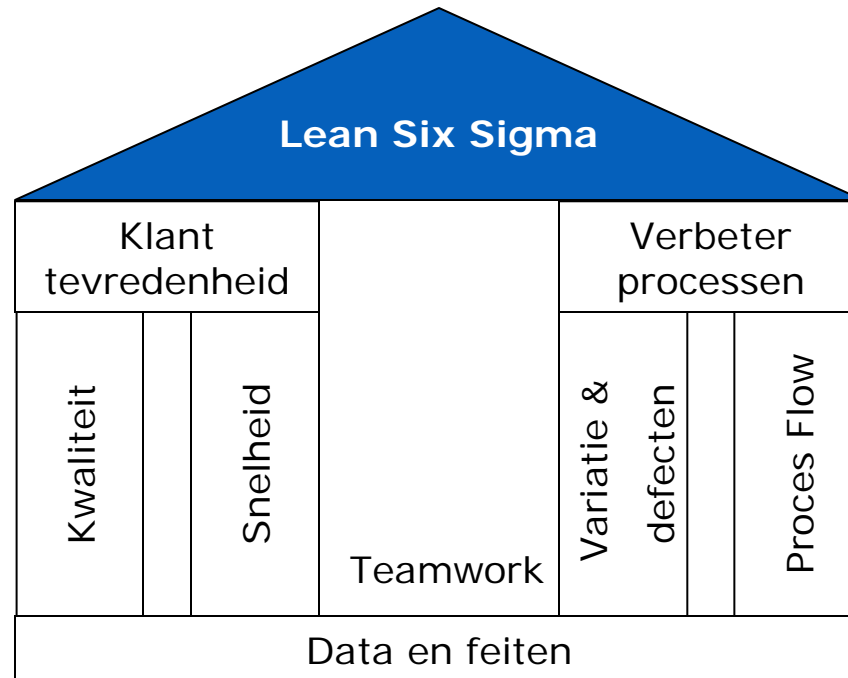 Lean Six Sigma
Klant
tevredenheid
Verbeter
processen
Kwaliteit
Snelheid
Teamwork
Variatie &
defecten
Proces Flow
Data en feiten